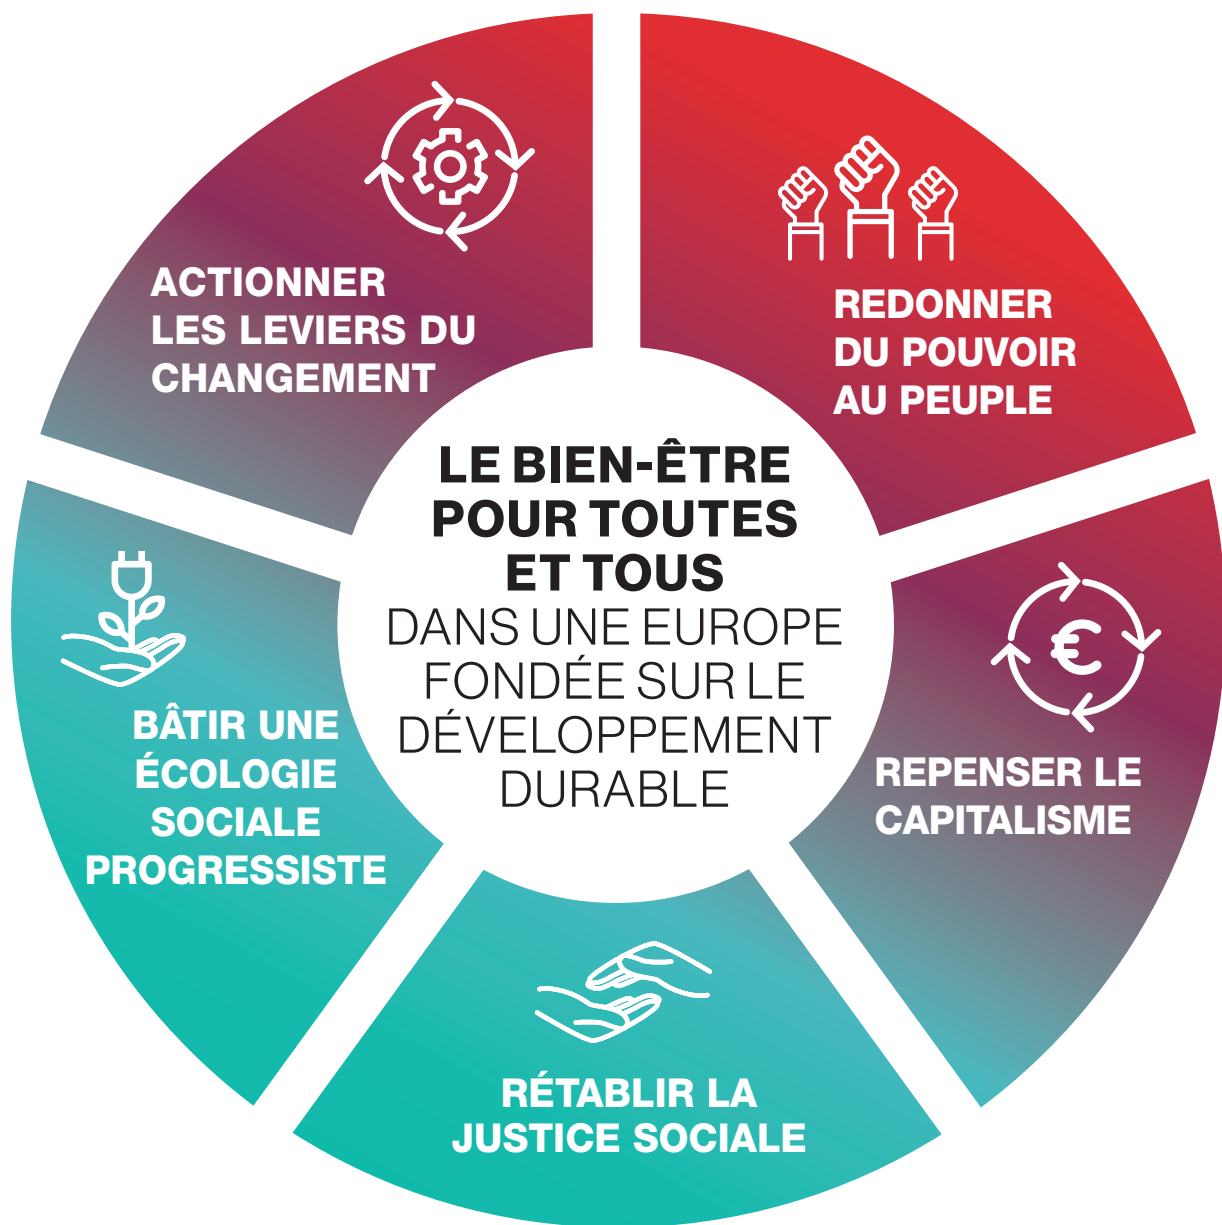 ACTIONNER
LES LEVIERS DU
CHANGEMENT
REDONNER
DU POUVOIR
AU PEUPLE
LE BIEN-ÊTRE
POUR TOUTES
ET TOUS
DANS UNE EUROPE
FONDÉE SUR LE
DÉVELOPPEMENT
DURABLE
€
REPENSER LE
CAPITALISME
BÂTIR UNE
ÉCOLOGIE
SOCIALE
PROGRESSISTE
RÉTABLIR LA
JUSTICE SOCIALE